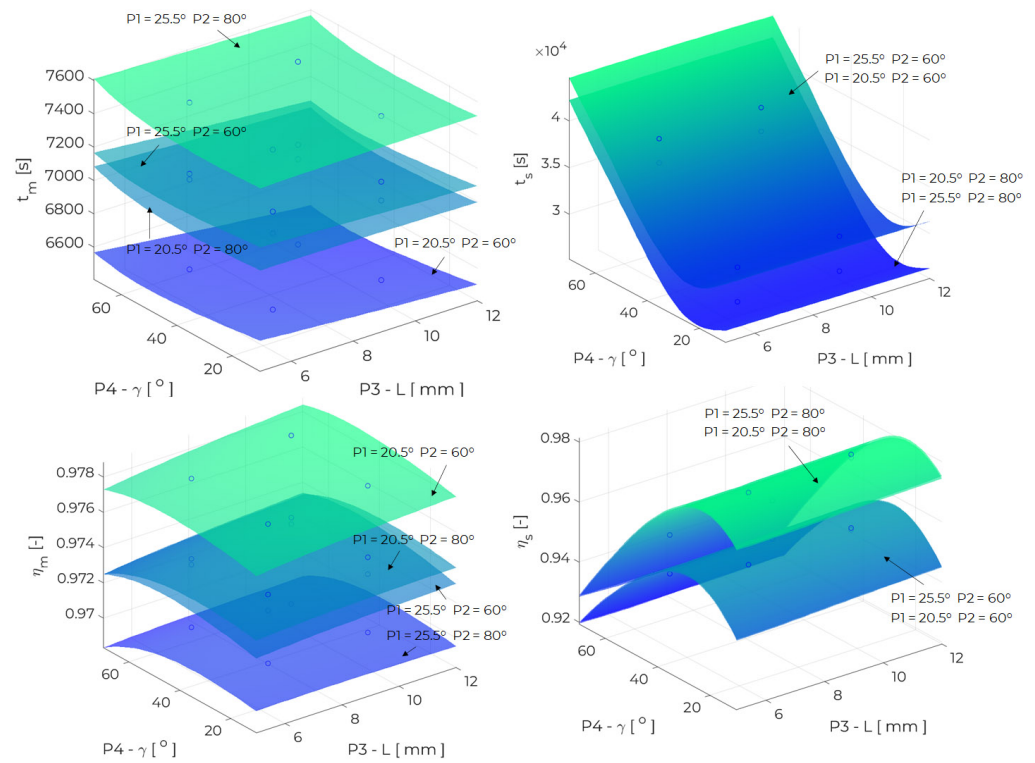 P1 = 25.5° P2 = 80°
7600
7400
7200
7000
6800
6600
t_m [s]
P1 = 25.5° P2 = 60°
P1 = 20.5° P2 = 80°
P1 = 20.5° P2 = 60°
60
40
20
6
8
10
12
P4 - γ [ ° ]
P3 - L [ mm ]
×10⁴
4
3.5
3
t_s [s]
P1 = 25.5° P2 = 60°
P1 = 20.5° P2 = 60°
P1 = 20.5° P2 = 80°
P1 = 25.5° P2 = 80°
60
40
20
6
8
10
12
P4 - γ [ ° ]
P3 - L [ mm ]
0.978
0.976
0.974
0.972
0.97
η_m [-]
P1 = 20.5° P2 = 60°
P1 = 20.5° P2 = 80°
P1 = 25.5° P2 = 60°
P1 = 25.5° P2 = 80°
60
40
20
6
8
10
12
P4 - γ [ ° ]
P3 - L [ mm ]
P1 = 25.5° P2 = 80°
P1 = 20.5° P2 = 80°
0.98
0.96
0.94
0.92
η_s [-]
P1 = 25.5° P2 = 60°
P1 = 20.5° P2 = 60°
60
40
20
6
8
10
12
P4 - γ [ ° ]
P3 - L [ mm ]